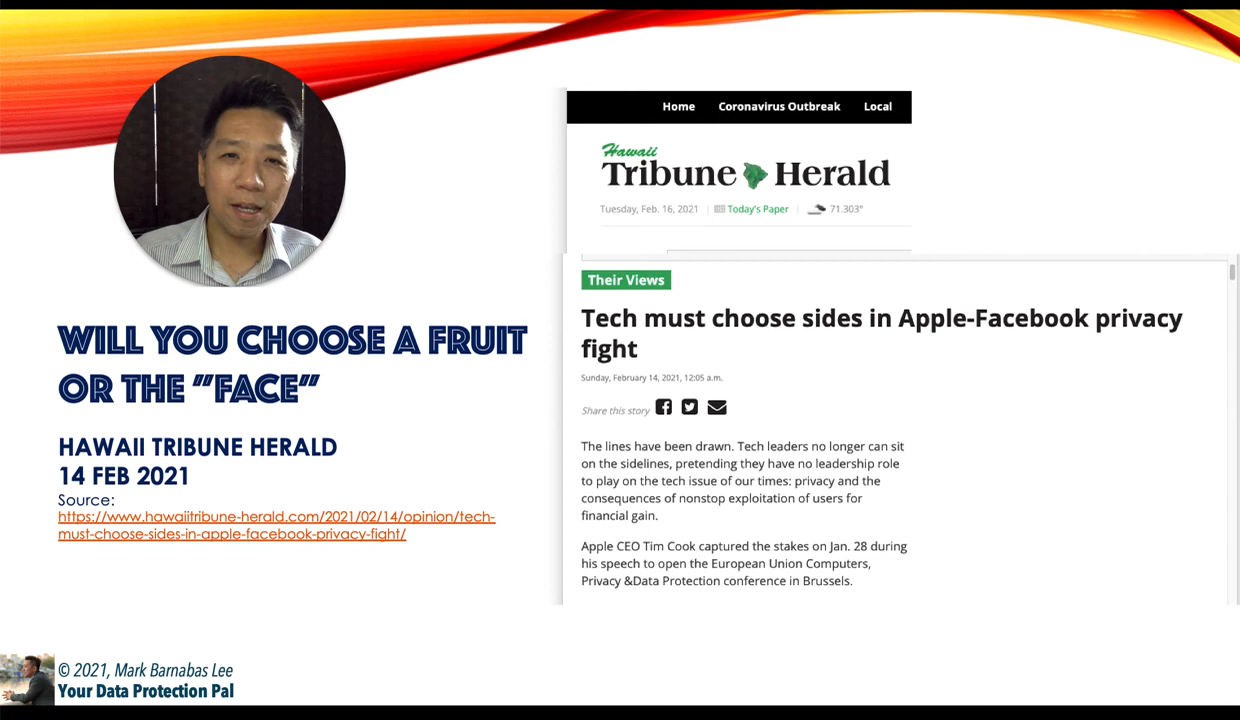 WILL YOU CHOOSE A FRUIT
OR THE "FACE"
HAWAII TRIBUNE HERALD
14 FEB 2021
Source:
https://www.hawaiitribune-herald.com/2021/02/14/opinion/tech-
must-choose-sides-in-apple-facebook-privacy-fight/
Home Coronavirus Outbreak Local
Hawaii
Tribune Herald
Tuesday, Feb. 16, 2021 | Today's Paper | 71.303°
Their Views
Tech must choose sides in Apple-Facebook privacy
fight
Sunday, February 14, 2021, 12:05 a.m.
Share this story
The lines have been drawn. Tech leaders no longer can sit
on the sidelines, pretending they have no leadership role
to play on the tech issue of our times: privacy and the
consequences of nonstop exploitation of users for
financial gain.
Apple CEO Tim Cook captured the stakes on Jan. 28 during
his speech to open the European Union Computers,
Privacy &Data Protection conference in Brussels.
© 2021, Mark Barnabas Lee
Your Data Protection Pal